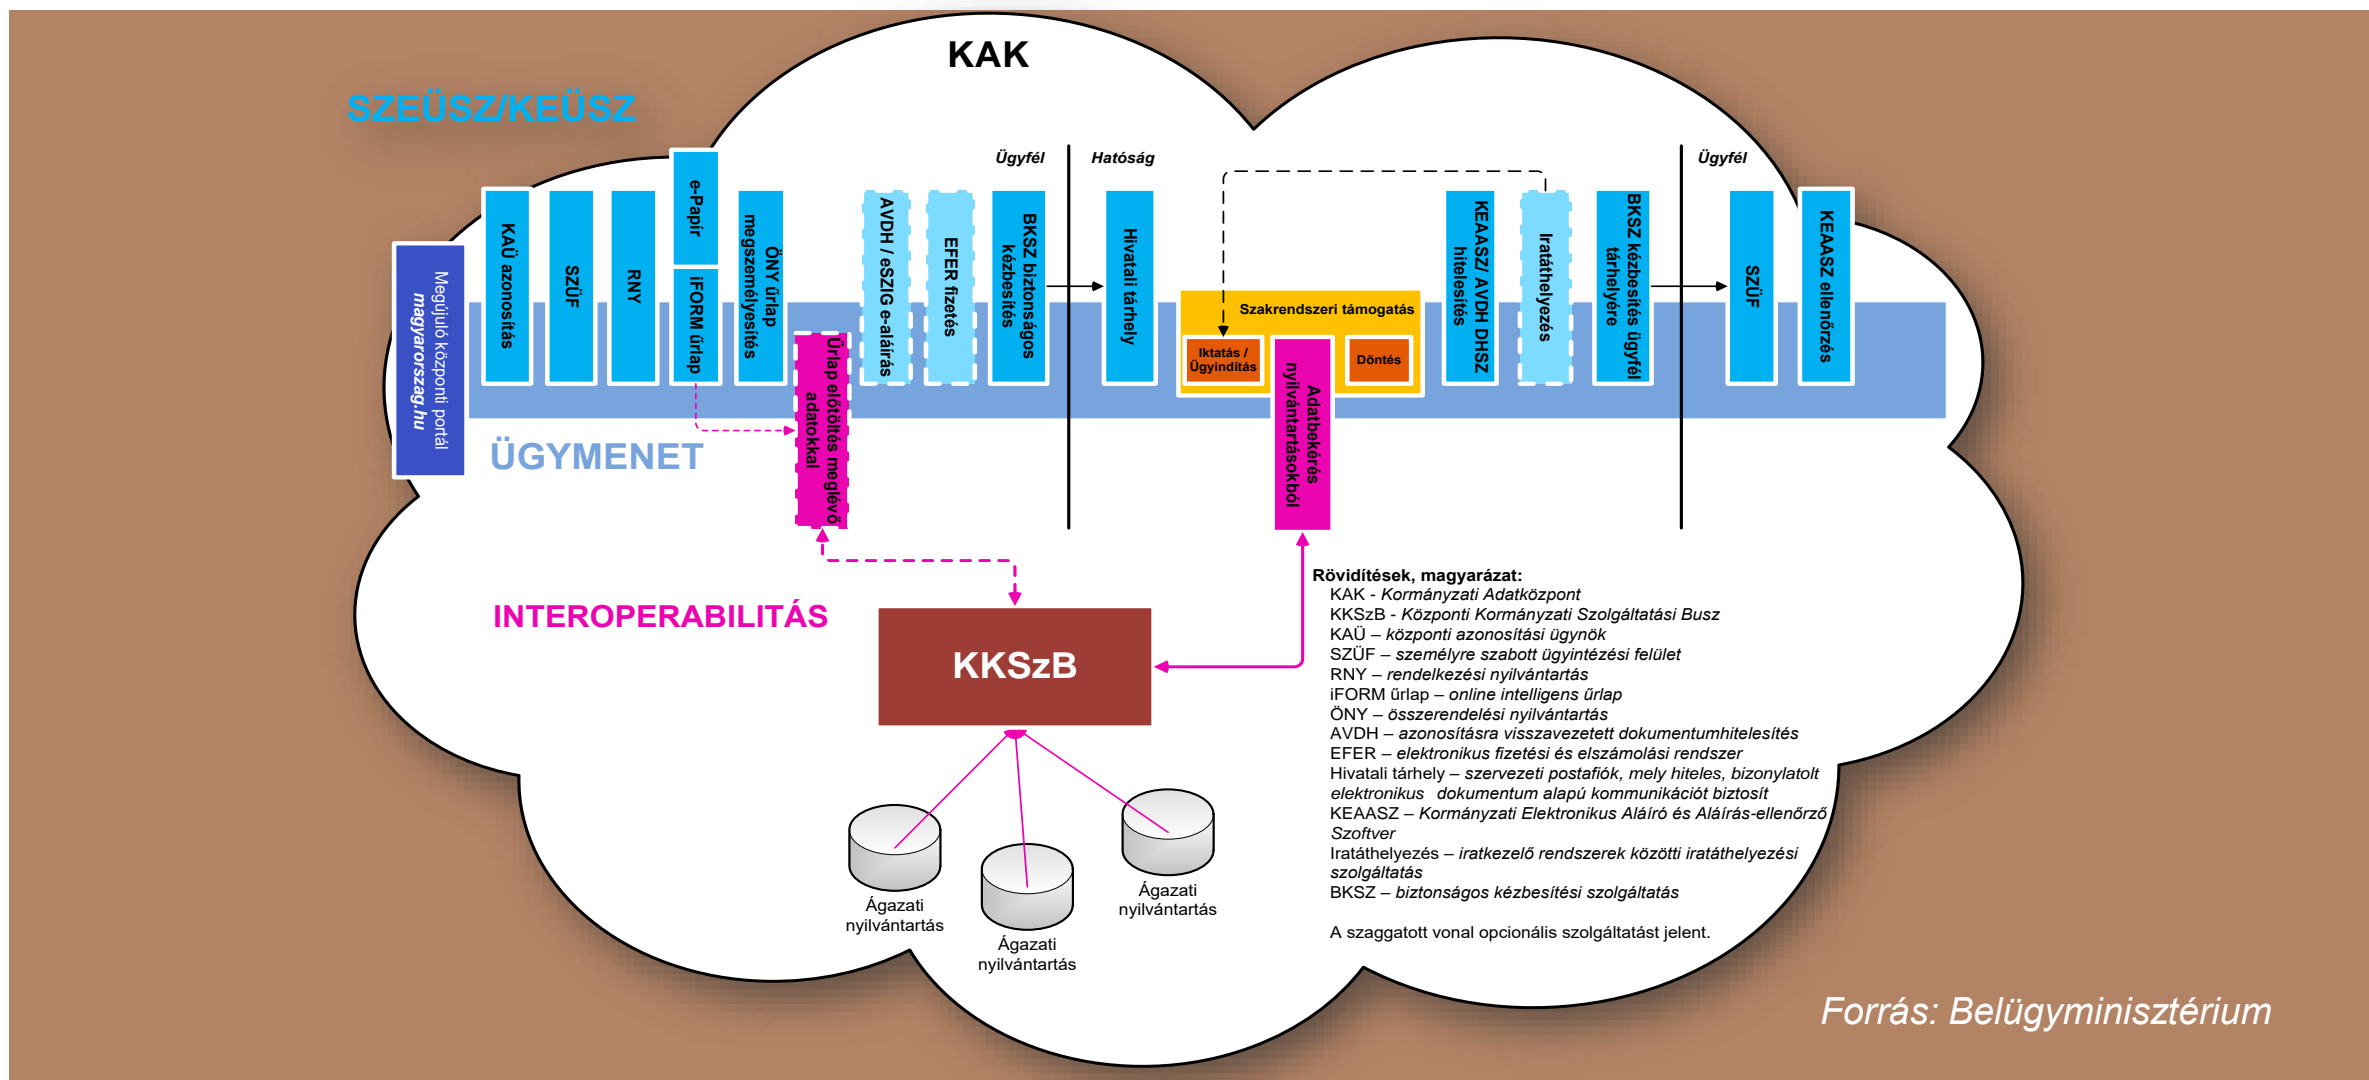 KAK
SZEÜSZ/KEÜSZ
Ügyfél
Hatóság
Ügyfél
Megújuló központi portál
magyarorszag.hu
KAÜ azonosítás
SZÜF
RNY
e-Papír
iFORM űrlap
ÖNY űrlap
megszemélyesítés
Űrlap előtöltés meglévő
adatokkal
AVDH / eSZIG e-aláírás
EFER fizetés
BKSZ biztonságos
kézbesítés
Hivatali tárhely
Szakrendszeri támogatás
Iktatás /
Ügyindítás
Adatbekérés
nyilvántartásokból
Döntés
KEAASZ/ AVDH DHSZ
hitelesítés
Iratáthelyezés
BKSZ kézbesítés ügyfél
tárhelyére
SZÜF
KEAASZ ellenőrzés
ÜGYMENET
INTEROPERABILITÁS
KKSzB
Ágazati
nyilvántartás
Ágazati
nyilvántartás
Ágazati
nyilvántartás
Rövidítések, magyarázat:
KAK - Kormányzati Adatközpont
KKSzB - Központi Kormányzati Szolgáltatási Busz
KAÜ – központi azonosítási ügynök
SZÜF – személyre szabott ügyintézési felület
RNY – rendelkezési nyilvántartás
iFORM űrlap – online intelligens űrlap
ÖNY – összerendelési nyilvántartás
AVDH – azonosításra visszavezetett dokumentumhitelesítés
EFER – elektronikus fizetési és elszámolási rendszer
Hivatali tárhely – szervezeti postafiók, mely hiteles, bizonylatolt
elektronikus dokumentum alapú kommunikációt biztosít
KEAASZ – Kormányzati Elektronikus Aláíró és Aláírás-ellenőrző
Szoftver
Iratáthelyezés – iratkezelő rendszerek közötti iratáthelyezési
szolgáltatás
BKSZ – biztonságos kézbesítési szolgáltatás
A szaggatott vonal opcionális szolgáltatást jelent.
Forrás: Belügyminisztérium